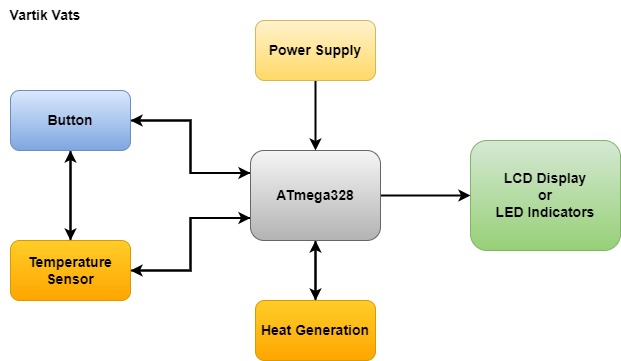 Vartik Vats
Power Supply
Button
ATmega328
LCD Display
or
LED Indicators
Temperature
Sensor
Heat Generation